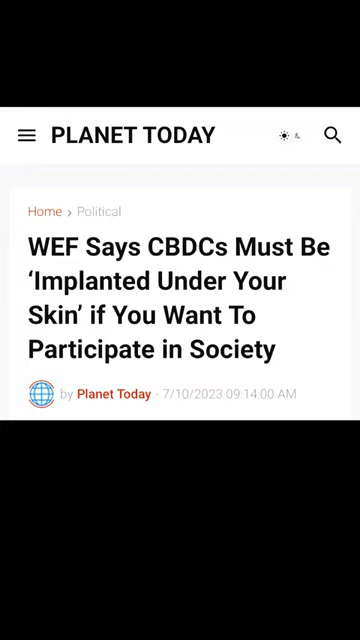 PLANET TODAY
Home > Political
WEF Says CBDCs Must Be
‘Implanted Under Your
Skin’ if You Want To
Participate in Society
by Planet Today - 7/10/2023 09:14:00 AM